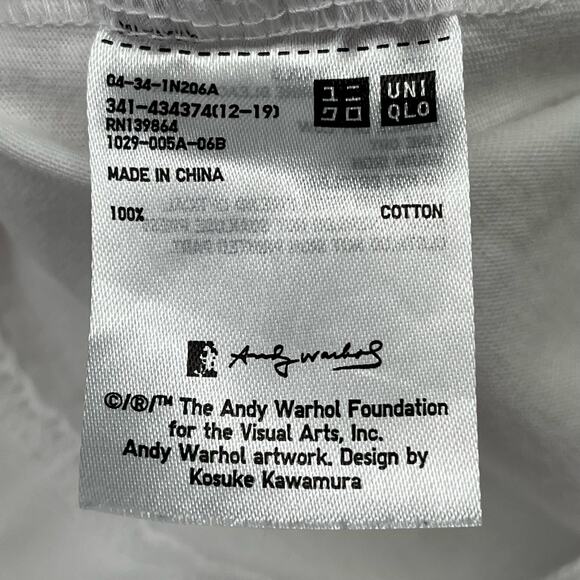 04-34-1N206A
341-434374(12-19)
RN139864
1029-005A-06B
ユニ
クロ
UNI
QLO
MADE IN CHINA
100% COTTON
Andy Warhol
©/®/™ The Andy Warhol Foundation
for the Visual Arts, Inc.
Andy Warhol artwork. Design by
Kosuke Kawamura